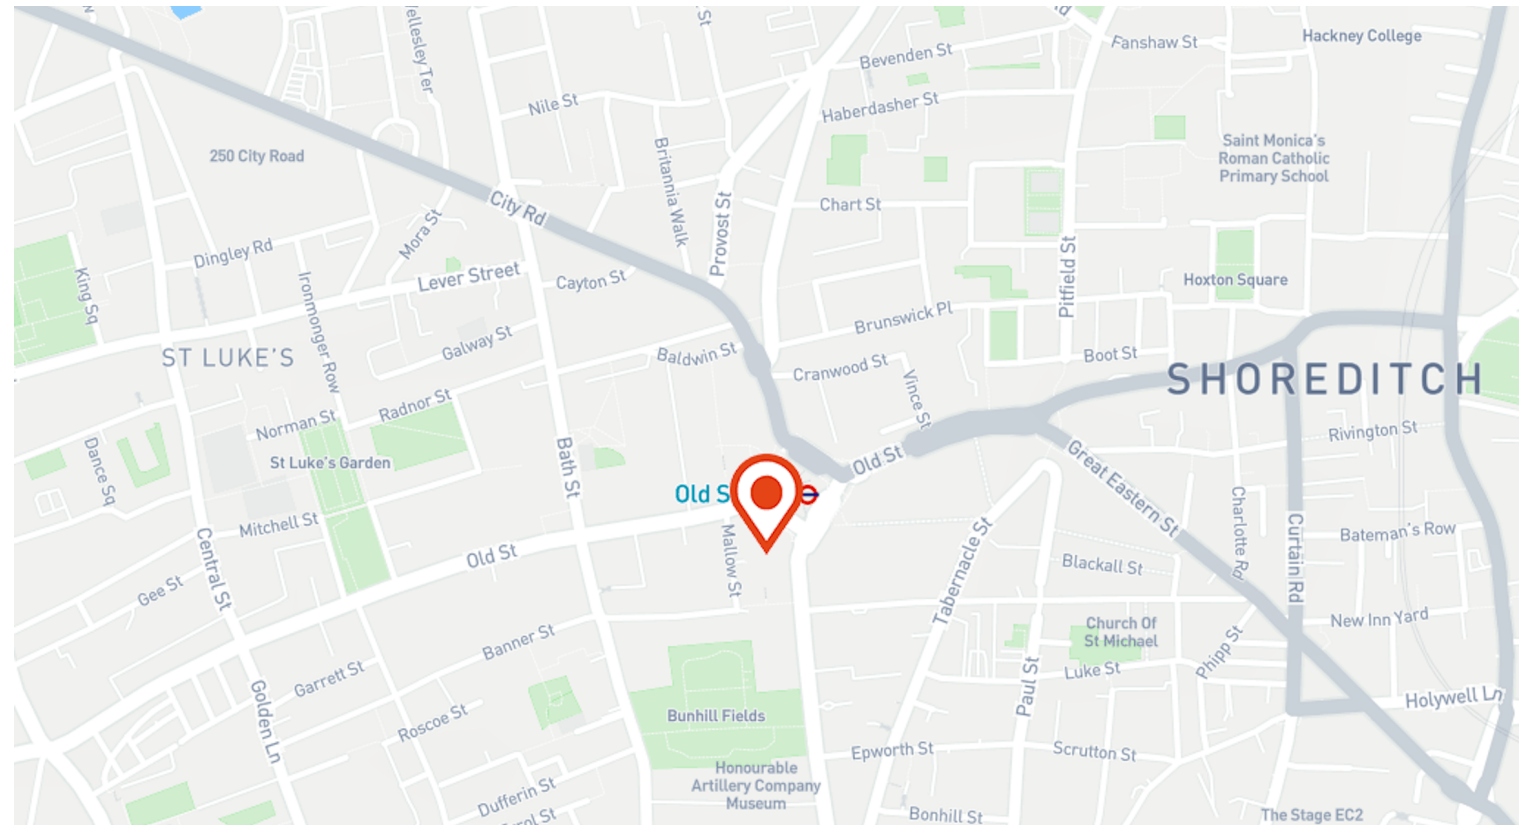 Hackney College
Fanshaw St
Bevenden St
Haberdasher St
Nile St
Britannia Walk
250 City Road
Saint Monica's
Roman Catholic
Primary School
City Rd
Chart St
Provost St
Mora St
Dingley Rd
Lever Street
Cayton St
Pitfield St
Hoxton Square
King Sq
Ironmonger Row
Brunswick Pl
Galway St
ST LUKE'S
Baldwin St
Cranwood St
Boot St
SHOREDITCH
Vince St
Radnor St
Norman St
St Luke's Garden
Rivington St
Dance Sq
Bath St
Old St
Great Eastern St
Old S
Charlotte Rd
Mitchell St
Mallow St
Tabernacle St
Curtain Rd
Bateman's Row
Central St
Old St
Blackall St
Gee St
Banner St
Church Of
St Michael
New Inn Yard
Garrett St
Luke St
Phipp St
Paul St
Golden Ln
Roscoe St
Bunhill Fields
Holywell Ln
Epworth St
Scrutton St
Honourable
Artillery Company
Museum
Dufferin St
Bonhill St
The Stage EC2